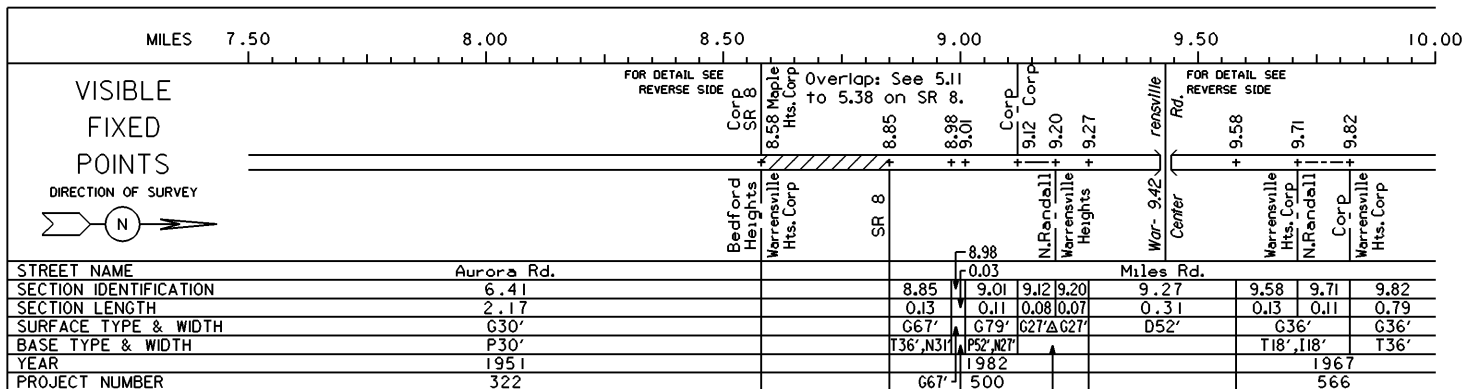 MILES 7.50 8.00 8.50 9.00 9.50 10.00
VISIBLE
FIXED
POINTS
DIRECTION OF SURVEY
N
FOR DETAIL SEE
REVERSE SIDE
Corp
SR 8
8.58 Maple
Hts. Corp
Overlap: See 5.11
to 5.38 on SR 8.
8.85
8.98
9.01
Corp
9.12 Corp
9.20
9.27
rensville
Rd.
FOR DETAIL SEE
REVERSE SIDE
9.58
9.71
9.82
Bedford
Heights
Warrensville
Hts. Corp
SR 8
N.Randall
Warrensville
Heights
War- 9.42
Center
Warrensville
Hts. Corp
N.Randall
Corp
Warrensville
Hts. Corp
8.98
0.03
STREET NAME Aurora Rd. Miles Rd.
SECTION IDENTIFICATION 6.41 8.85 9.01 9.12 9.20 9.27 9.58 9.71 9.82
SECTION LENGTH 2.17 0.13 0.11 0.08 0.07 0.31 0.13 0.11 0.79
SURFACE TYPE & WIDTH G30' G67' G79' G27'ΔG27' D52' G36' G36'
BASE TYPE & WIDTH P30' T36',N31' P52',N27' T18',I18' T36'
YEAR 1951 1982 1967
PROJECT NUMBER 322 G67' 500 566